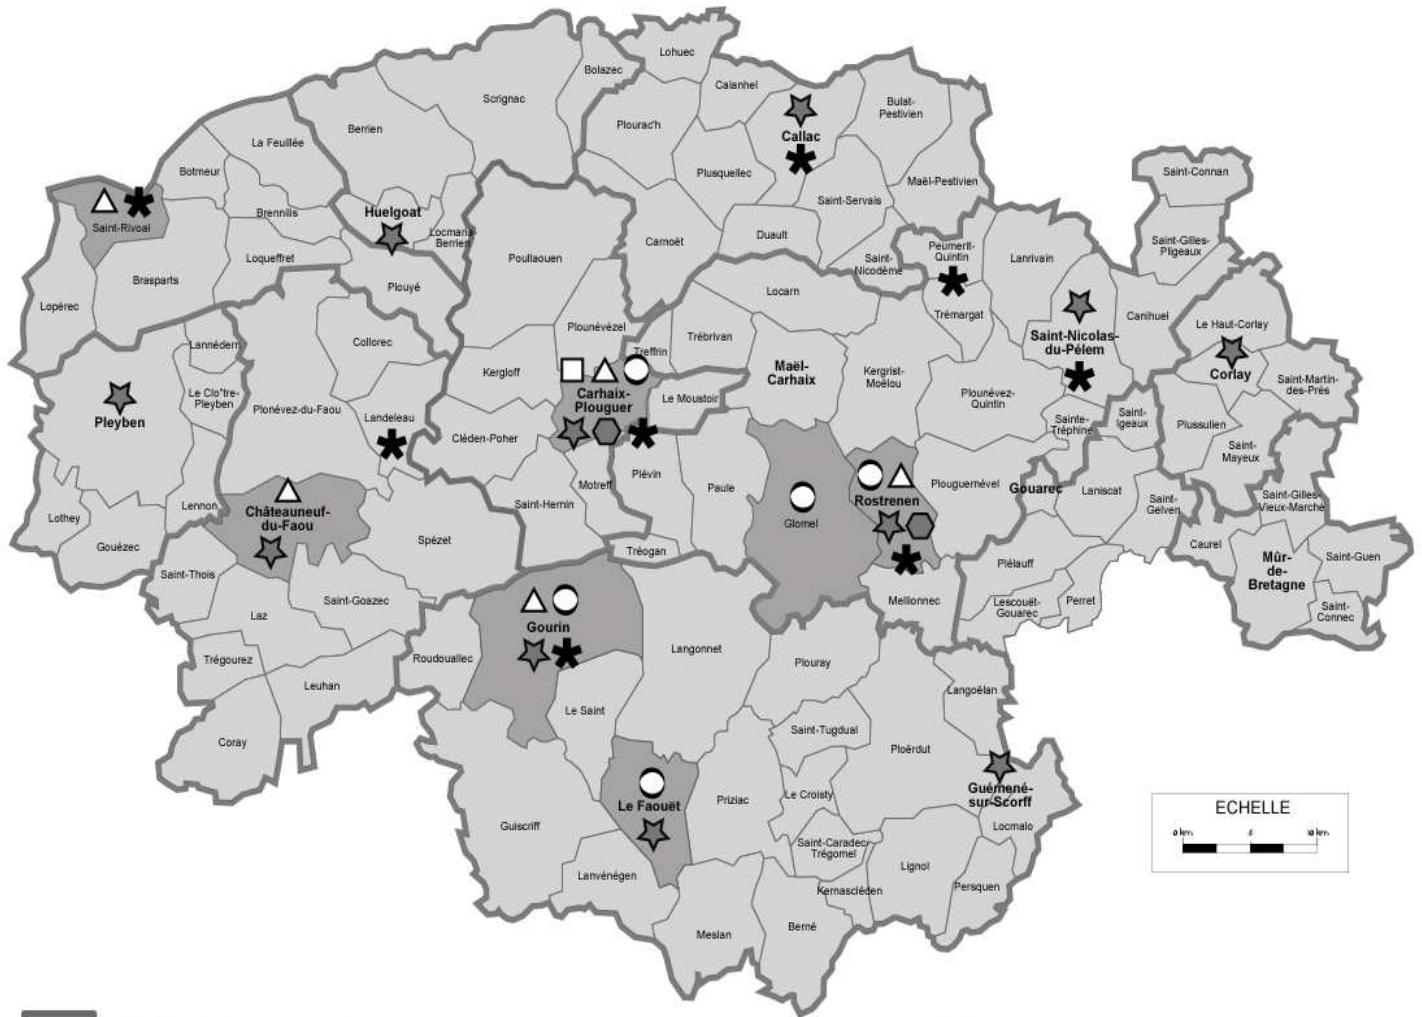 Lohuec
Bolazec
Calanhel
Scrignac
Bulat-
Pestivien
Plourac'h
Berrien
Callac
La Feuillée
Botmeur
Plusquellec
Saint-Connan
Maël-Pestivien
Saint-Servais
Huelgoat
Brennilis
Saint-Rivoal
Locmaria-
Berrien
Duault
Carnoët
Saint-Gilles-
Pligeaux
Peumerit-
Quintin
Poullaouen
Loqueffret
Saint-
Nicodème
Lanrivain
Brasparts
Plouyé
Locarn
Lopérec
Trémargat
Canihuel
Plounévézel
Le Haut-Corlay
Trébrivan
Saint-Nicolas-
du-Pélem
Collorec
Lannédern
Treffrin
Maël-
Carhaix
Kergloff
Kergrist-
Moëlou
Corlay
Saint-Martin-
des-Prés
Le Clo"tre-
Pleyben
Carhaix-
Plouguer
Le Moustoir
Plounévez-
Quintin
Plonévez-du-Faou
Landeleau
Pleyben
Sainte-
Tréphine
Saint-
Igeaux
Plussulien
Cléden-Poher
Saint-
Mayeux
Plévin
Motreff
Paule
Plouguernével
Gouarec
Laniscat
Saint-Gilles-
Vieux-Marché
Rostrenen
Saint-Hernin
Lennon
Saint-
Gelven
Châteauneuf-
du-Faou
Lothey
Glomel
Spézet
Gouézec
Tréogan
Caurel
Mûr-
de-
Bretagne
Saint-Guen
Plélauff
Saint-Thois
Saint-Goazec
Mellionnec
Lescouët-
Gouarec
Perret
Saint-
Connec
Laz
Gourin
Langonnet
Roudouallec
Trégourez
Plouray
Leuhan
Langoëlan
Le Saint
Saint-Tugdual
Coray
Ploërdut
Guémené-
sur-Scorff
Le Croisty
Priziac
Le Faouët
ECHELLE
Guiscriff
Locmalo
0 km
5
10 km
Saint-Caradec-
Trégomel
Lignol
Lanvénégen
Persquen
Kernascléden
Berné
Meslan